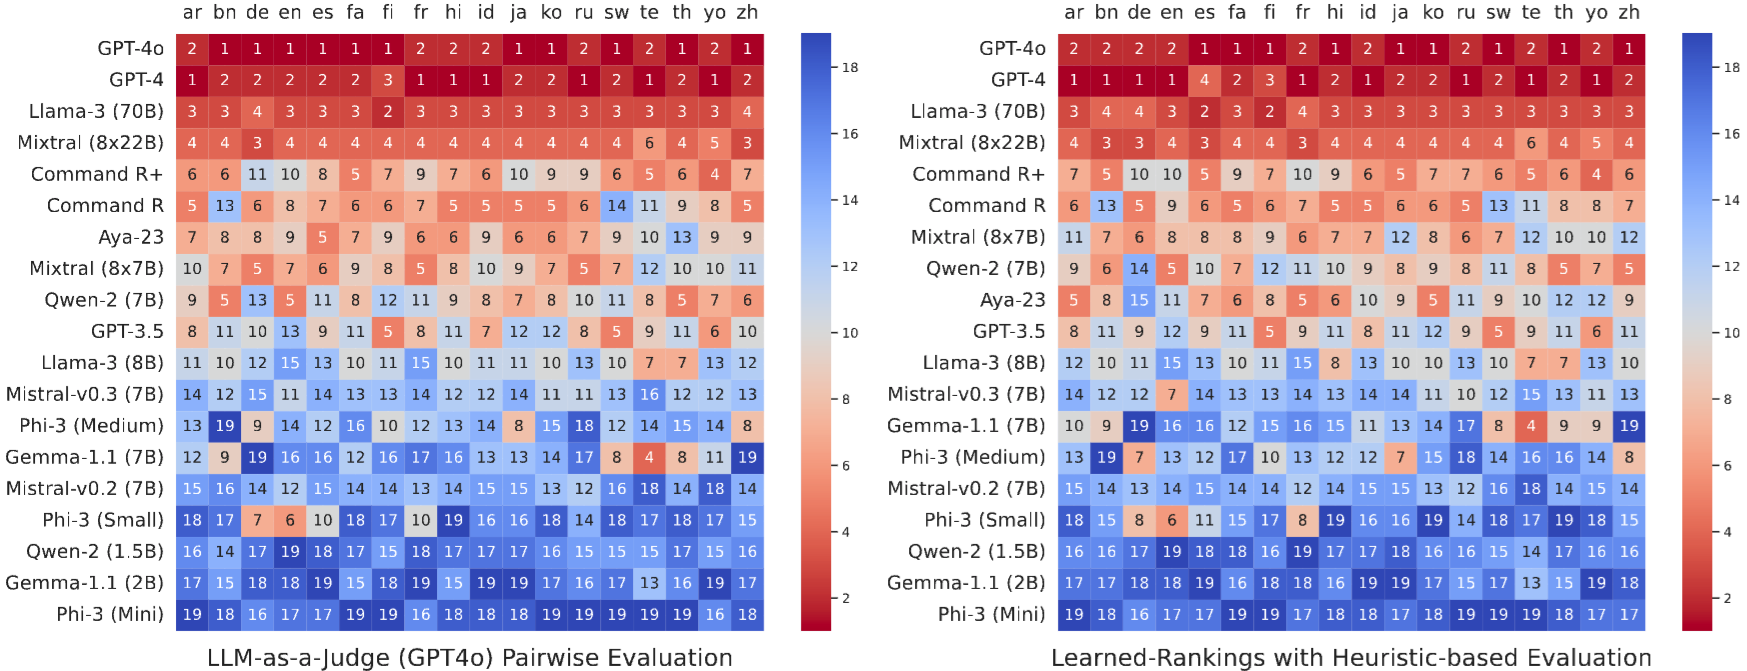 ar bn de en es fa fi fr hi id ja ko ru sw te th yo zh
GPT-4o 2 1 1 1 1 1 1 2 2 2 1 1 2 1 2 1 2 1
GPT-4 1 2 2 2 2 2 3 1 1 1 2 2 1 2 1 2 1 2
Llama-3 (70B) 3 3 4 3 3 3 2 3 3 3 3 3 3 3 3 3 3 4
Mixtral (8x22B) 4 4 3 4 4 4 4 4 4 4 4 4 4 4 6 4 5 3
Command R+ 6 6 11 10 8 5 7 9 7 6 10 9 9 6 5 6 4 7
Command R 5 13 6 8 7 6 6 7 5 5 5 5 6 14 11 9 8 5
Aya-23 7 8 8 9 5 7 9 6 6 9 6 6 7 9 10 13 9 9
Mixtral (8x7B) 10 7 5 7 6 9 8 5 8 10 9 7 5 7 12 10 10 11
Qwen-2 (7B) 9 5 13 5 11 8 12 11 9 8 7 8 10 11 8 5 7 6
GPT-3.5 8 11 10 13 9 11 5 8 11 7 12 12 8 5 9 11 6 10
Llama-3 (8B) 11 10 12 15 13 10 11 15 10 11 11 10 13 10 7 7 13 12
Mistral-v0.3 (7B) 14 12 15 11 14 13 13 14 12 12 14 11 11 13 16 12 12 13
Phi-3 (Medium) 13 19 9 14 12 16 10 12 13 14 8 15 18 12 14 15 14 8
Gemma-1.1 (7B) 12 9 19 16 16 12 16 17 16 13 13 14 17 8 4 8 11 19
Mistral-v0.2 (7B) 15 16 14 12 15 14 14 13 14 15 15 13 12 16 18 14 18 14
Phi-3 (Small) 18 17 7 6 10 18 17 10 19 16 16 18 14 18 17 18 17 15
Qwen-2 (1.5B) 16 14 17 19 18 17 15 18 17 17 17 16 15 15 15 17 15 16
Gemma-1.1 (2B) 17 15 18 18 19 15 18 19 15 19 19 17 16 17 13 16 19 17
Phi-3 (Mini) 19 18 16 17 17 19 19 16 18 18 18 19 19 19 19 19 16 18
18
16
14
12
10
8
6
4
2
LLM-as-a-Judge (GPT4o) Pairwise Evaluation
ar bn de en es fa fi fr hi id ja ko ru sw te th yo zh
GPT-4o 2 2 2 2 1 1 1 2 1 2 1 1 2 1 2 1 2 1
GPT-4 1 1 1 1 4 2 3 1 2 1 2 2 1 2 1 2 1 2
Llama-3 (70B) 3 4 4 3 2 3 2 4 3 3 3 3 3 3 3 3 3 3
Mixtral (8x22B) 4 3 3 4 3 4 4 3 4 4 4 4 4 4 6 4 5 4
Command R+ 7 5 10 10 5 9 7 10 9 6 5 7 7 6 5 6 4 6
Command R 6 13 5 9 6 5 6 7 5 5 6 6 5 13 11 8 8 7
Mixtral (8x7B) 11 7 6 8 8 8 9 6 7 7 12 8 6 7 12 10 10 12
Qwen-2 (7B) 9 6 14 5 10 7 12 11 10 9 8 9 8 11 8 5 7 5
Aya-23 5 8 15 11 7 6 8 5 6 10 9 5 11 9 10 12 12 9
GPT-3.5 8 11 9 12 9 11 5 9 11 8 11 12 9 5 9 11 6 11
Llama-3 (8B) 12 10 11 15 13 10 11 15 8 13 10 10 13 10 7 7 13 10
Mistral-v0.3 (7B) 14 12 12 7 14 13 13 14 13 14 14 11 10 12 15 13 11 13
Gemma-1.1 (7B) 10 9 19 16 16 12 15 16 15 11 13 14 17 8 4 9 9 19
Phi-3 (Medium) 13 19 7 13 12 17 10 13 12 12 7 15 18 14 16 16 14 8
Mistral-v0.2 (7B) 15 14 13 14 15 14 14 12 14 15 15 13 12 16 18 14 15 14
Phi-3 (Small) 18 15 8 6 11 15 17 8 19 16 16 19 14 18 17 19 18 15
Qwen-2 (1.5B) 16 16 17 19 18 18 16 19 17 17 18 16 16 15 14 17 16 16
Gemma-1.1 (2B) 17 17 18 18 19 16 18 18 16 19 19 17 15 17 13 15 19 18
Phi-3 (Mini) 19 18 16 17 17 19 19 17 18 18 17 18 19 19 19 18 17 17
18
16
14
12
10
8
6
4
2
Learned-Rankings with Heuristic-based Evaluation